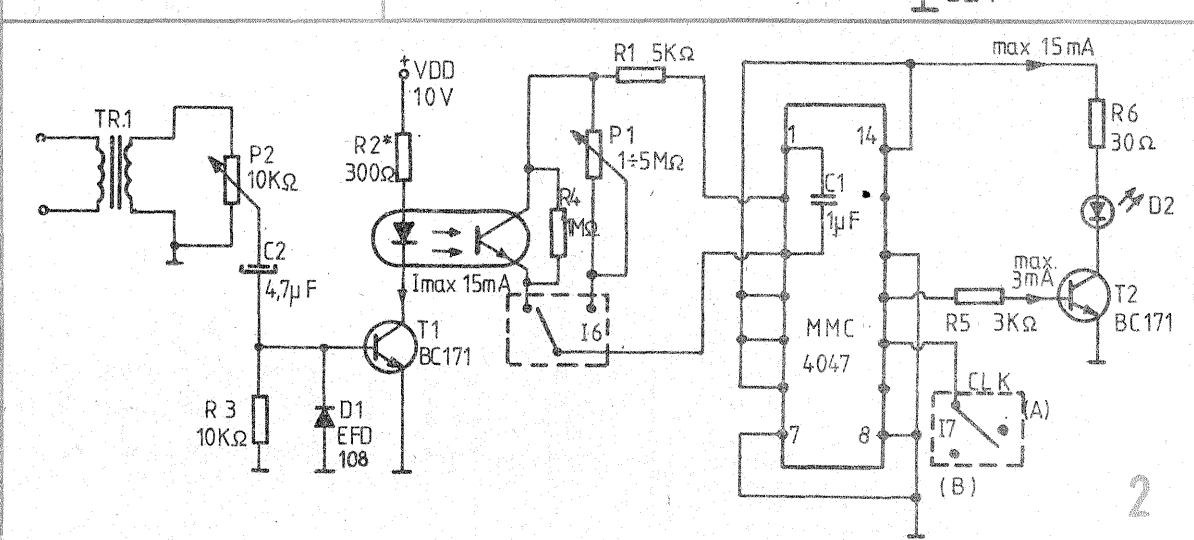 TR.1
P2
10KΩ
C2
4,7µF
R3
10KΩ
D1
EFD
108
+
VDD
10V
R2*
300Ω
Imax 15mA
T1
BC171
R1 5KΩ
P1
1÷5MΩ
R4
1MΩ
I6
1
14
C1
1µF
MMC
4047
7
8
max 15mA
R6
30Ω
D2
max.
3mA
R5 3KΩ
T2
BC171
CLK
I7
(A)
(B)
2